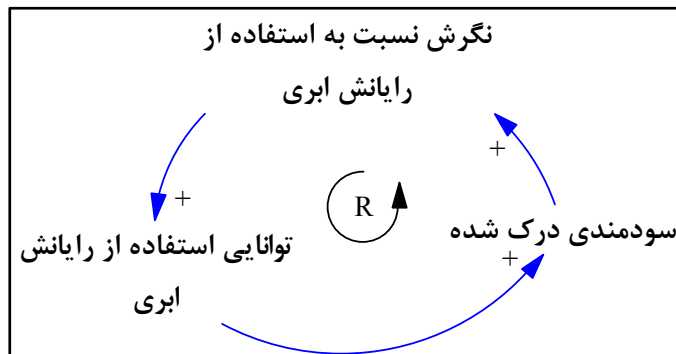 نگرش نسبت به استفاده از
رایانش ابری
+
+
R
سودمندی درک شده
توانایی استفاده از رایانش
ابری
+